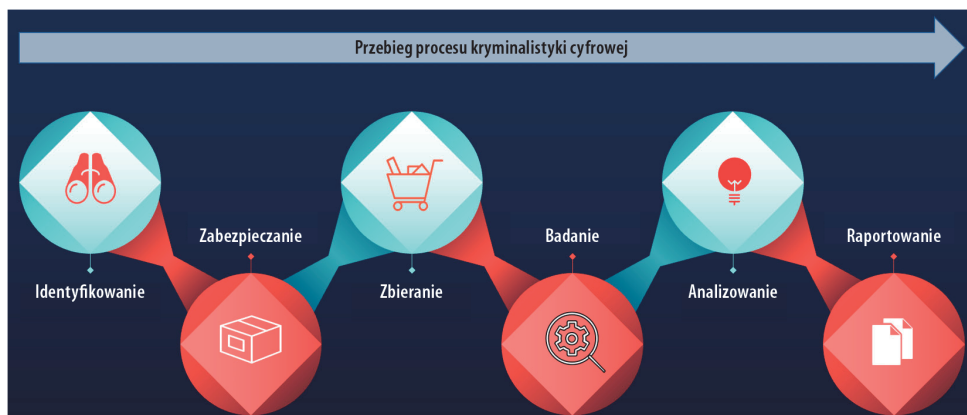 Przebieg procesu kryminalistyki cyfrowej
Identyfikowanie
Zabezpieczanie
Zbieranie
Badanie
Analizowanie
Raportowanie